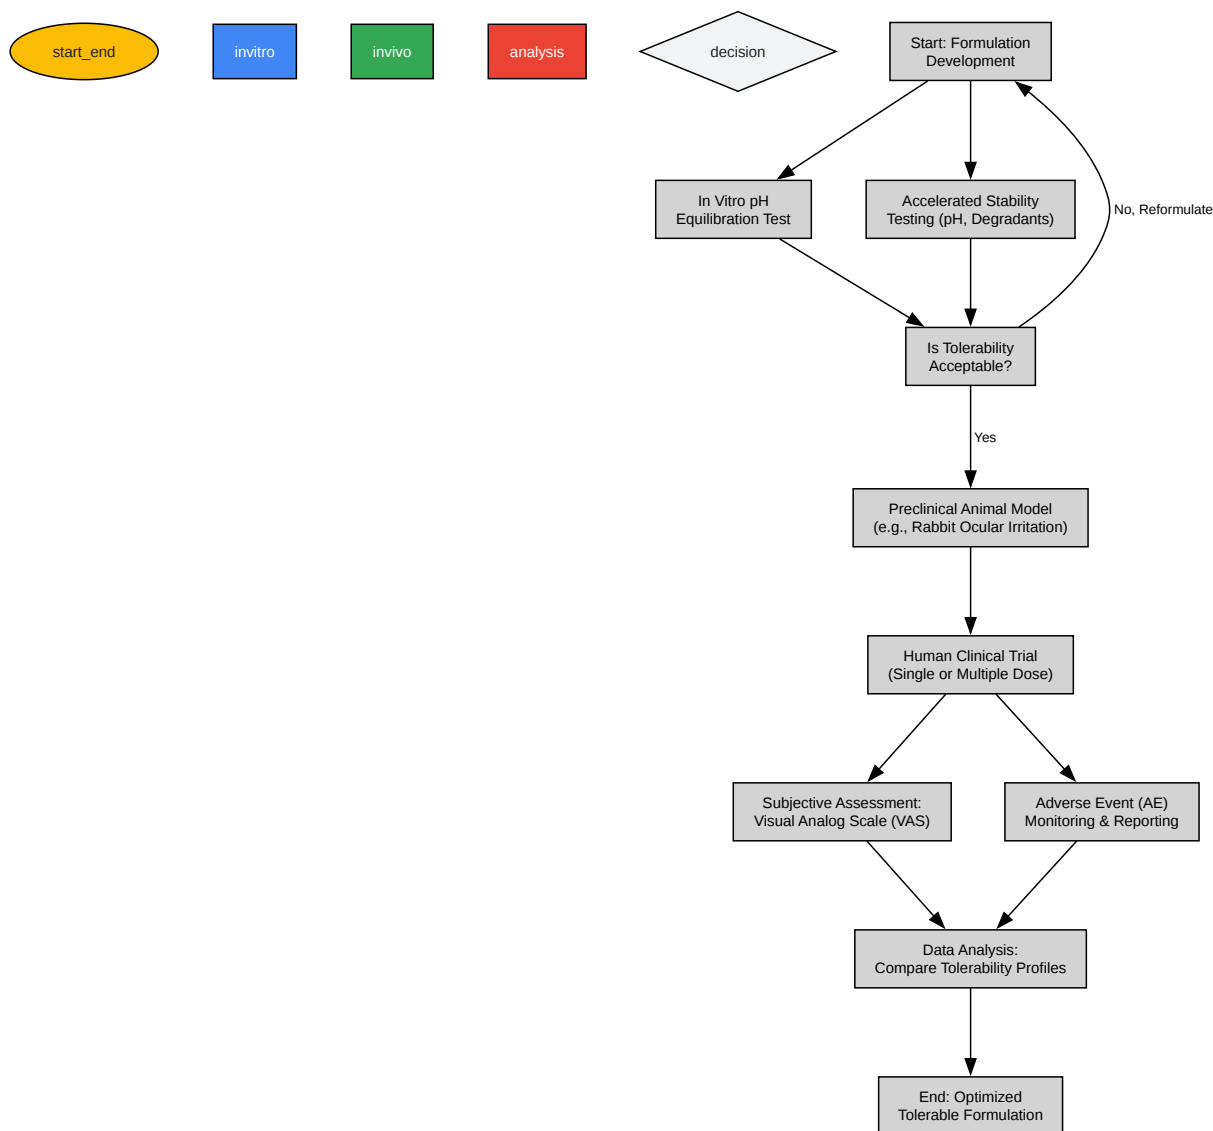 start_end
invitro
invivo
analysis
decision
Start: Formulation
Development
In Vitro pH
Equilibration Test
Accelerated Stability
Testing (pH, Degradants)
No, Reformulate
Is Tolerability
Acceptable?
Yes
Preclinical Animal Model
(e.g., Rabbit Ocular Irritation)
Human Clinical Trial
(Single or Multiple Dose)
Subjective Assessment:
Visual Analog Scale (VAS)
Adverse Event (AE)
Monitoring & Reporting
Data Analysis:
Compare Tolerability Profiles
End: Optimized
Tolerable Formulation